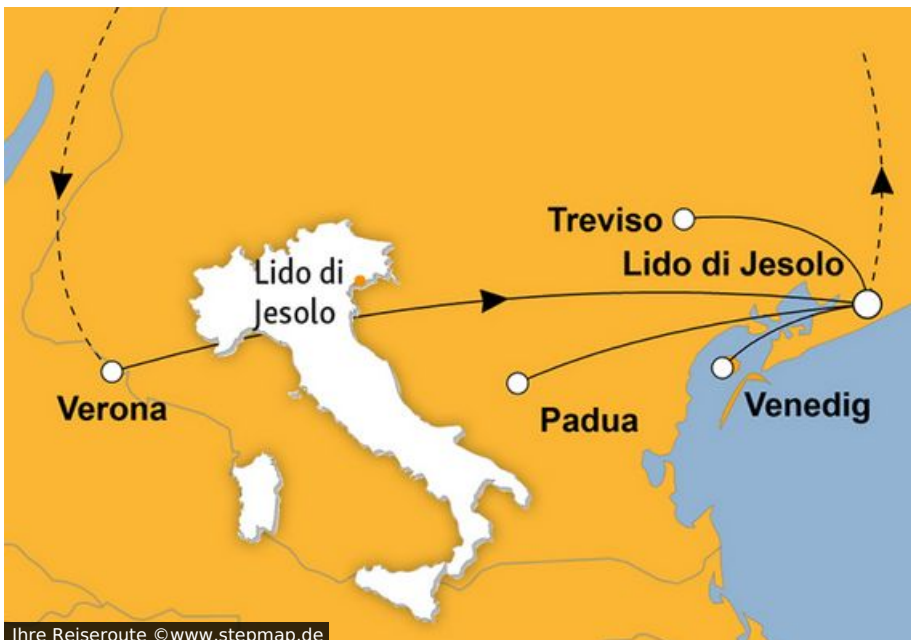 Treviso
Lido di Jesolo
Lido di
Jesolo
Verona
Padua
Venedig
Ihre Reiseroute ©www.stepmap.de